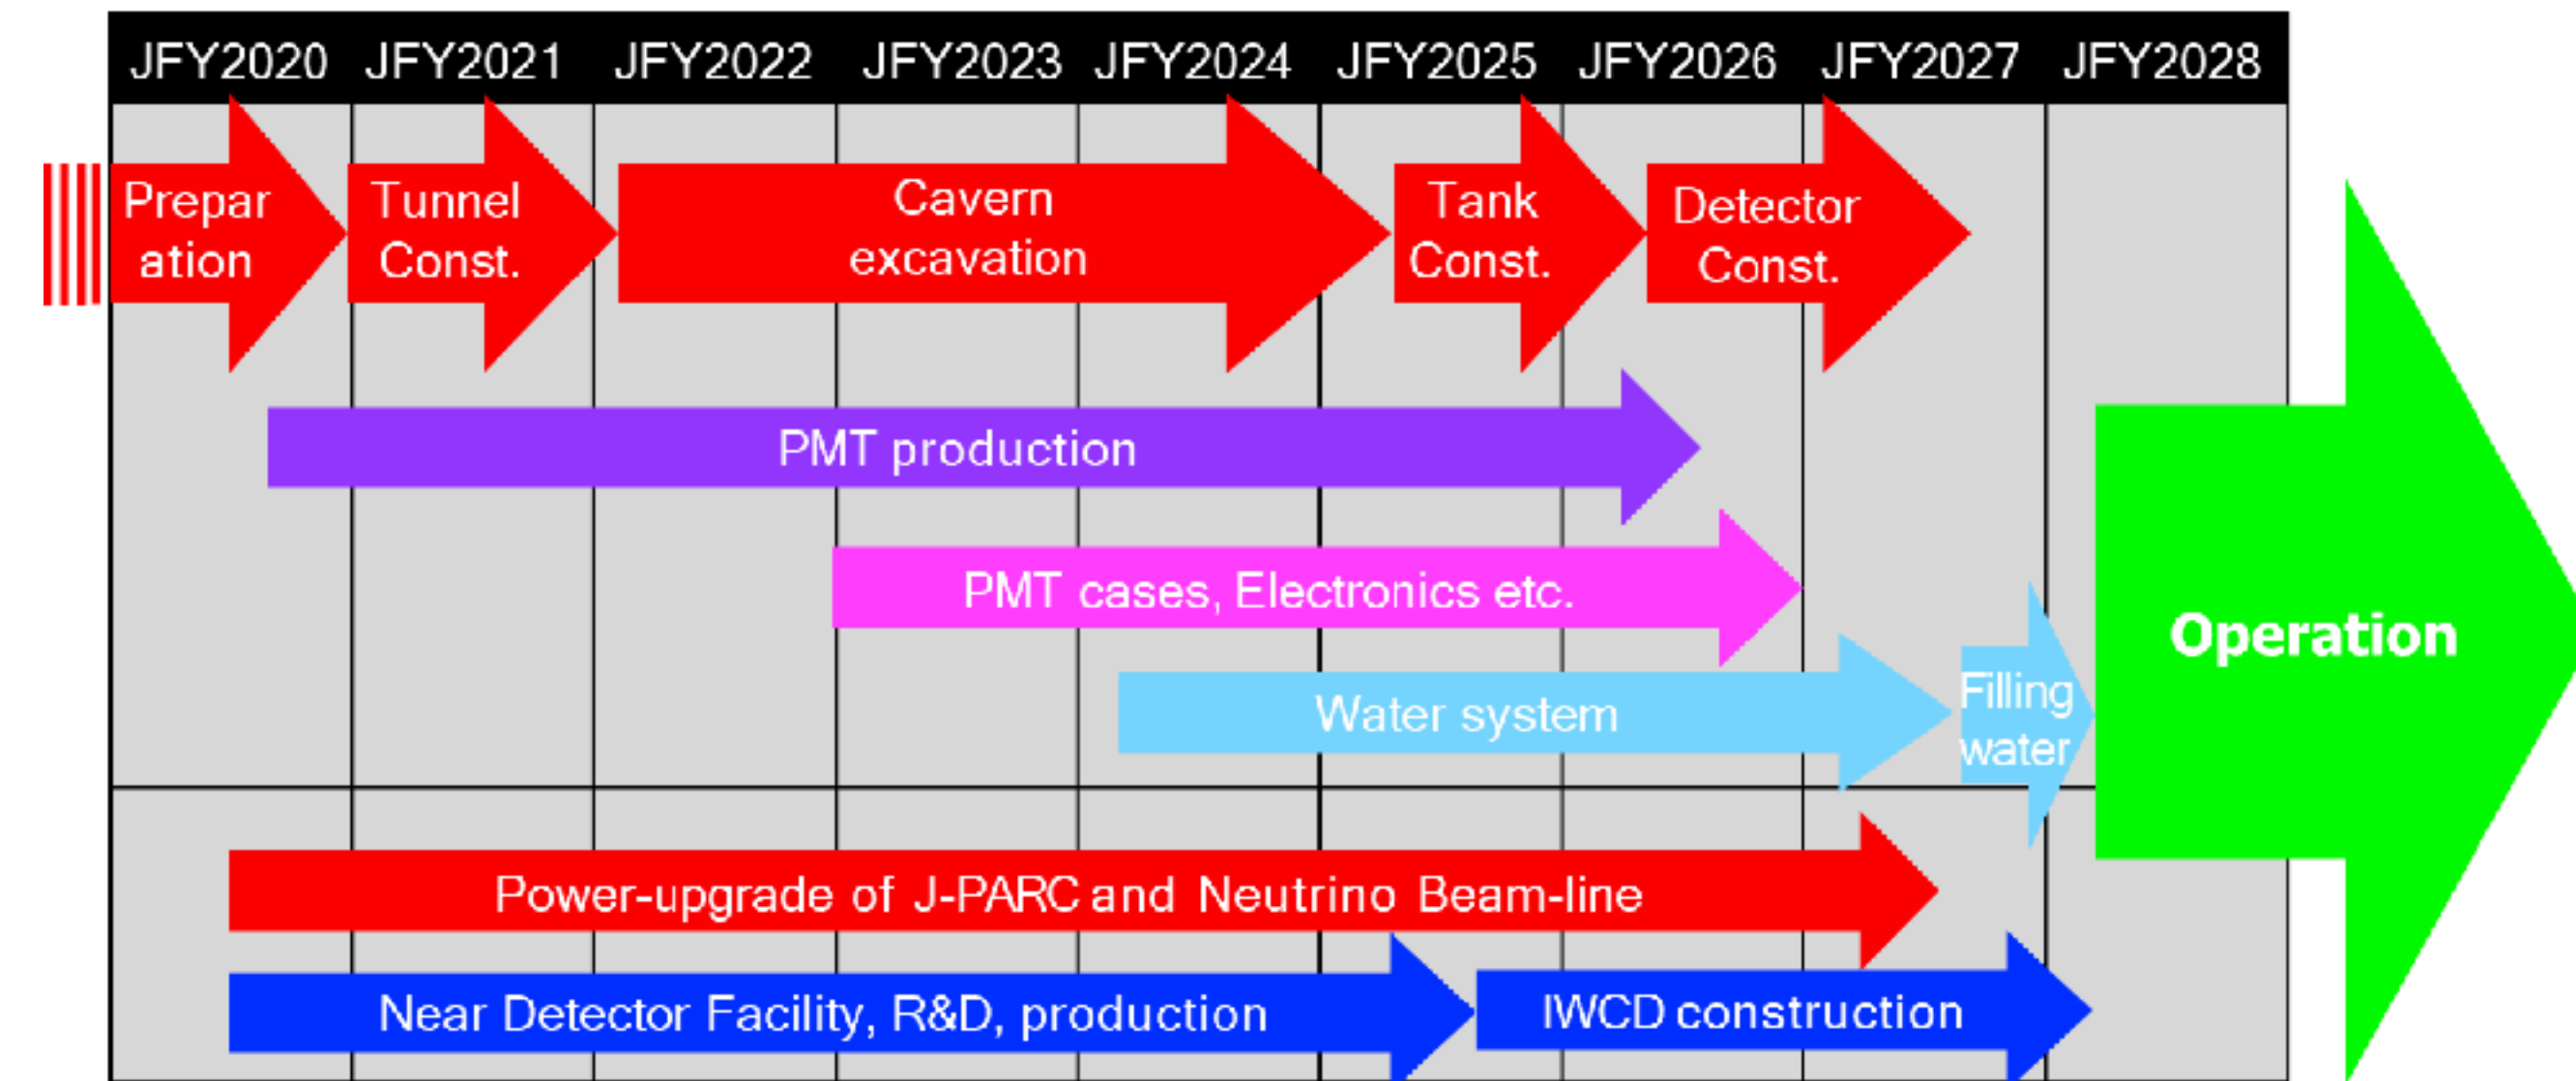 JFY2020 JFY2021 JFY2022 JFY2023 JFY2024 JFY2025 JFY2026 JFY2027 JFY2028
Prepar
ation
Tunnel
Const.
Cavern
excavation
Tank
Const.
Detector
Const.
PMT production
PMT cases, Electronics etc.
Water system
Filling
water
Operation
Power-upgrade of J-PARC and Neutrino Beam-line
Near Detector Facility, R&D, production
IWCD construction